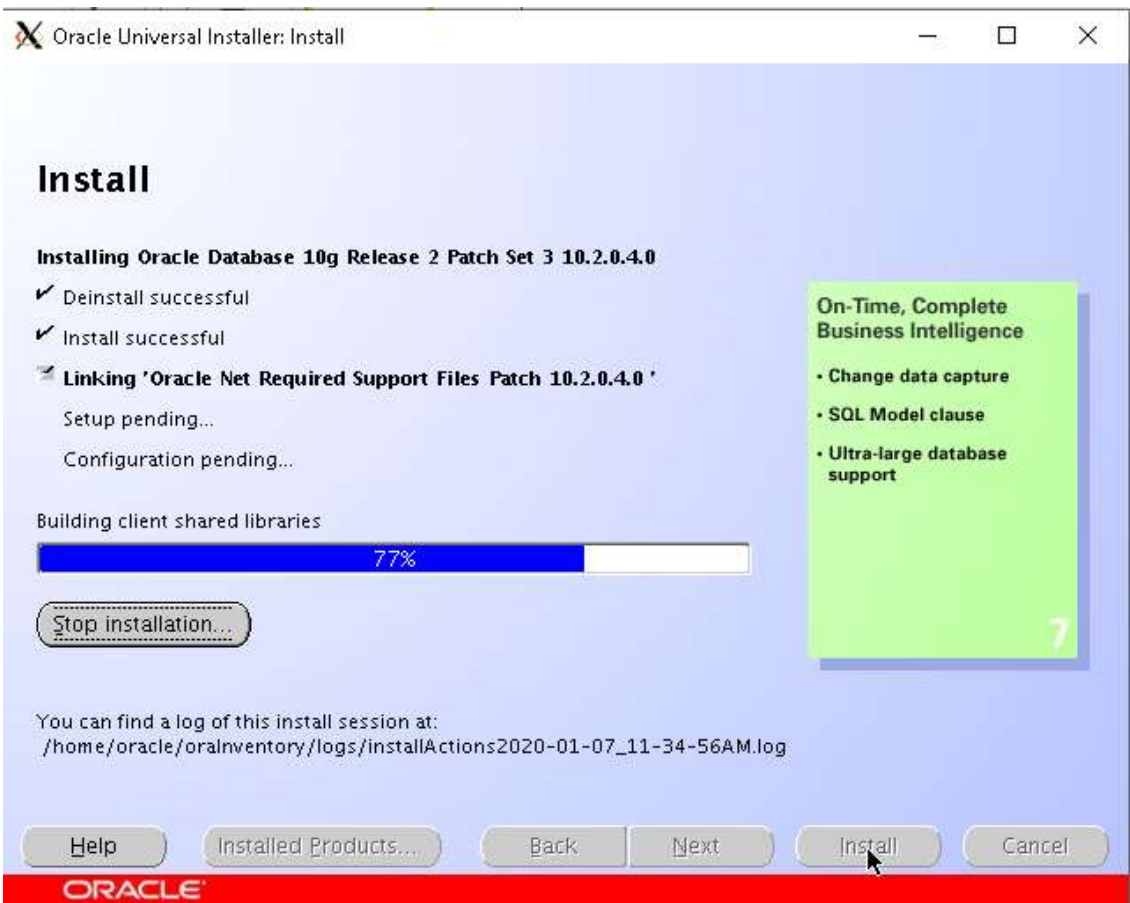 Oracle Universal Installer: Install
Install
Installing Oracle Database 10g Release 2 Patch Set 3 10.2.0.4.0
Deinstall successful
Install successful
Linking 'Oracle Net Required Support Files Patch 10.2.0.4.0 '
Setup pending...
Configuration pending...
Building client shared libraries
77%
Stop installation...
On-Time, Complete
Business Intelligence
• Change data capture
• SQL Model clause
• Ultra-large database
support
7
You can find a log of this install session at:
/home/oracle/oraInventory/logs/installActions2020-01-07_11-34-56AM.log
Help
Installed Products...
Back
Next
Install
Cancel
ORACLE